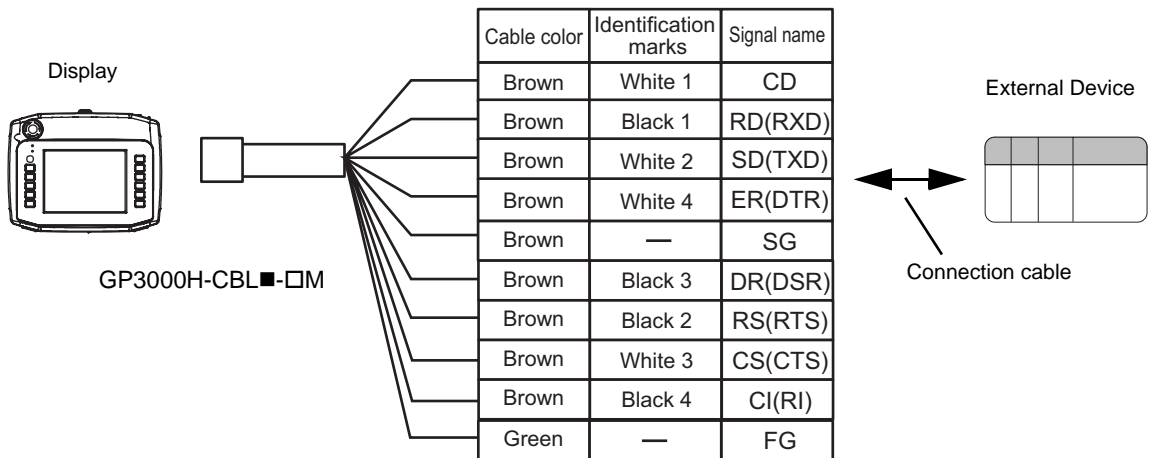 Display
GP3000H-CBL■-□M
Cable color Identification marks Signal name
Brown White 1 CD
Brown Black 1 RD(RXD)
Brown White 2 SD(TXD)
Brown White 4 ER(DTR)
Brown — SG
Brown Black 3 DR(DSR)
Brown Black 2 RS(RTS)
Brown White 3 CS(CTS)
Brown Black 4 CI(RI)
Green — FG
External Device
Connection cable